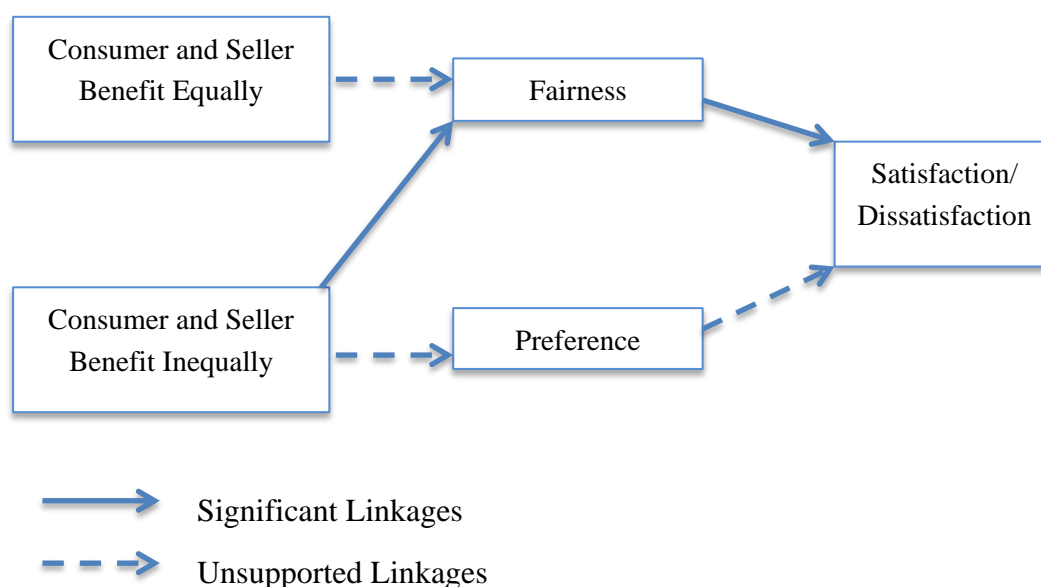 Consumer and Seller
Benefit Equally
Fairness
Satisfaction/
Dissatisfaction
Consumer and Seller
Benefit Inequally
Preference
Significant Linkages
Unsupported Linkages